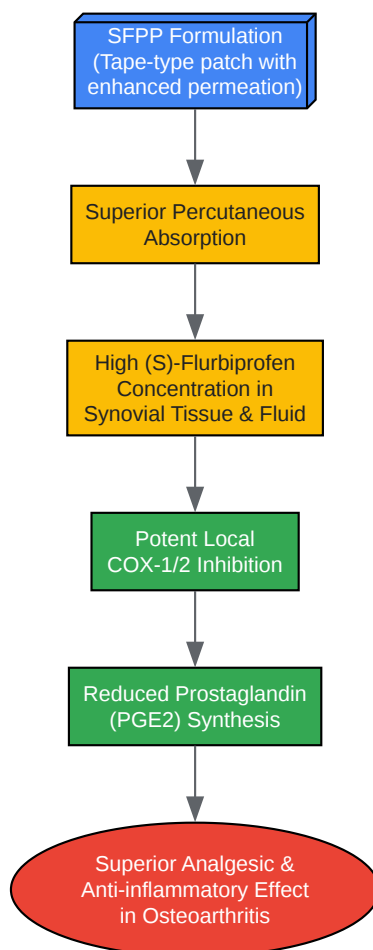 SFPP Formulation
(Tape-type patch with
enhanced permeation)
Superior Percutaneous
Absorption
High (S)-Flurbiprofen
Concentration in
Synovial Tissue & Fluid
Potent Local
COX-1/2 Inhibition
Reduced Prostaglandin
(PGE2) Synthesis
Superior Analgesic &
Anti-inflammatory Effect
in Osteoarthritis